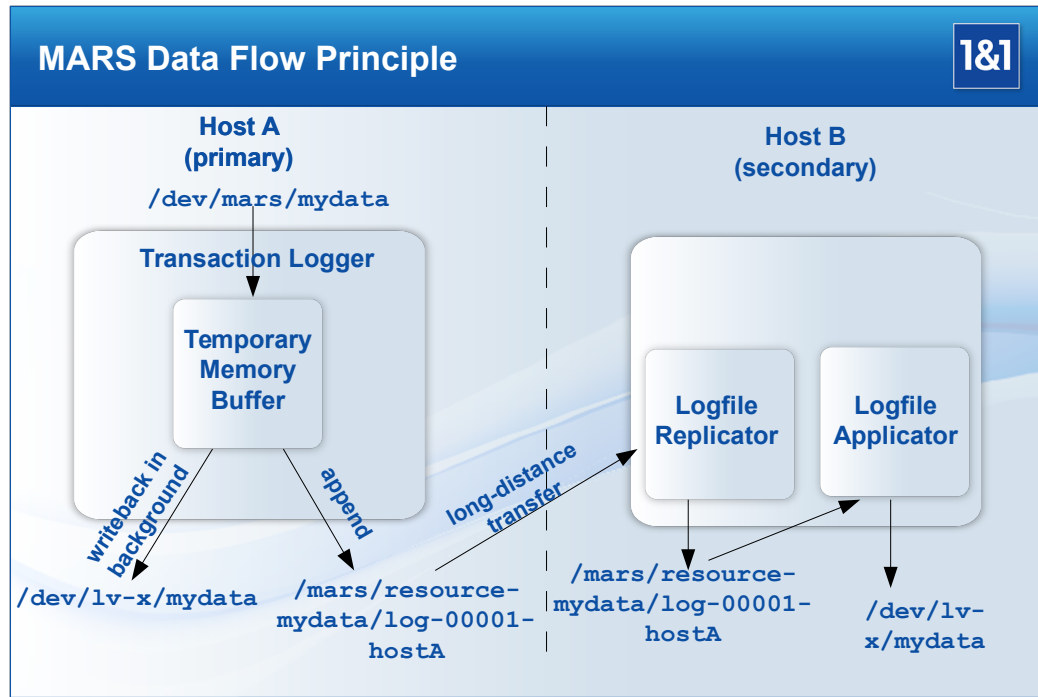 MARS Data Flow Principle
1&1
Host A
(primary)
/dev/mars/mydata
Transaction Logger
Temporary
Memory
Buffer
writeback in
background
append
/dev/lv-x/mydata
/mars/resource-
mydata/log-00001-
hostA
long-distance
transfer
Host B
(secondary)
Logfile
Replicator
Logfile
Applicator
/mars/resource-
mydata/log-00001-
hostA
/dev/lv-
x/mydata